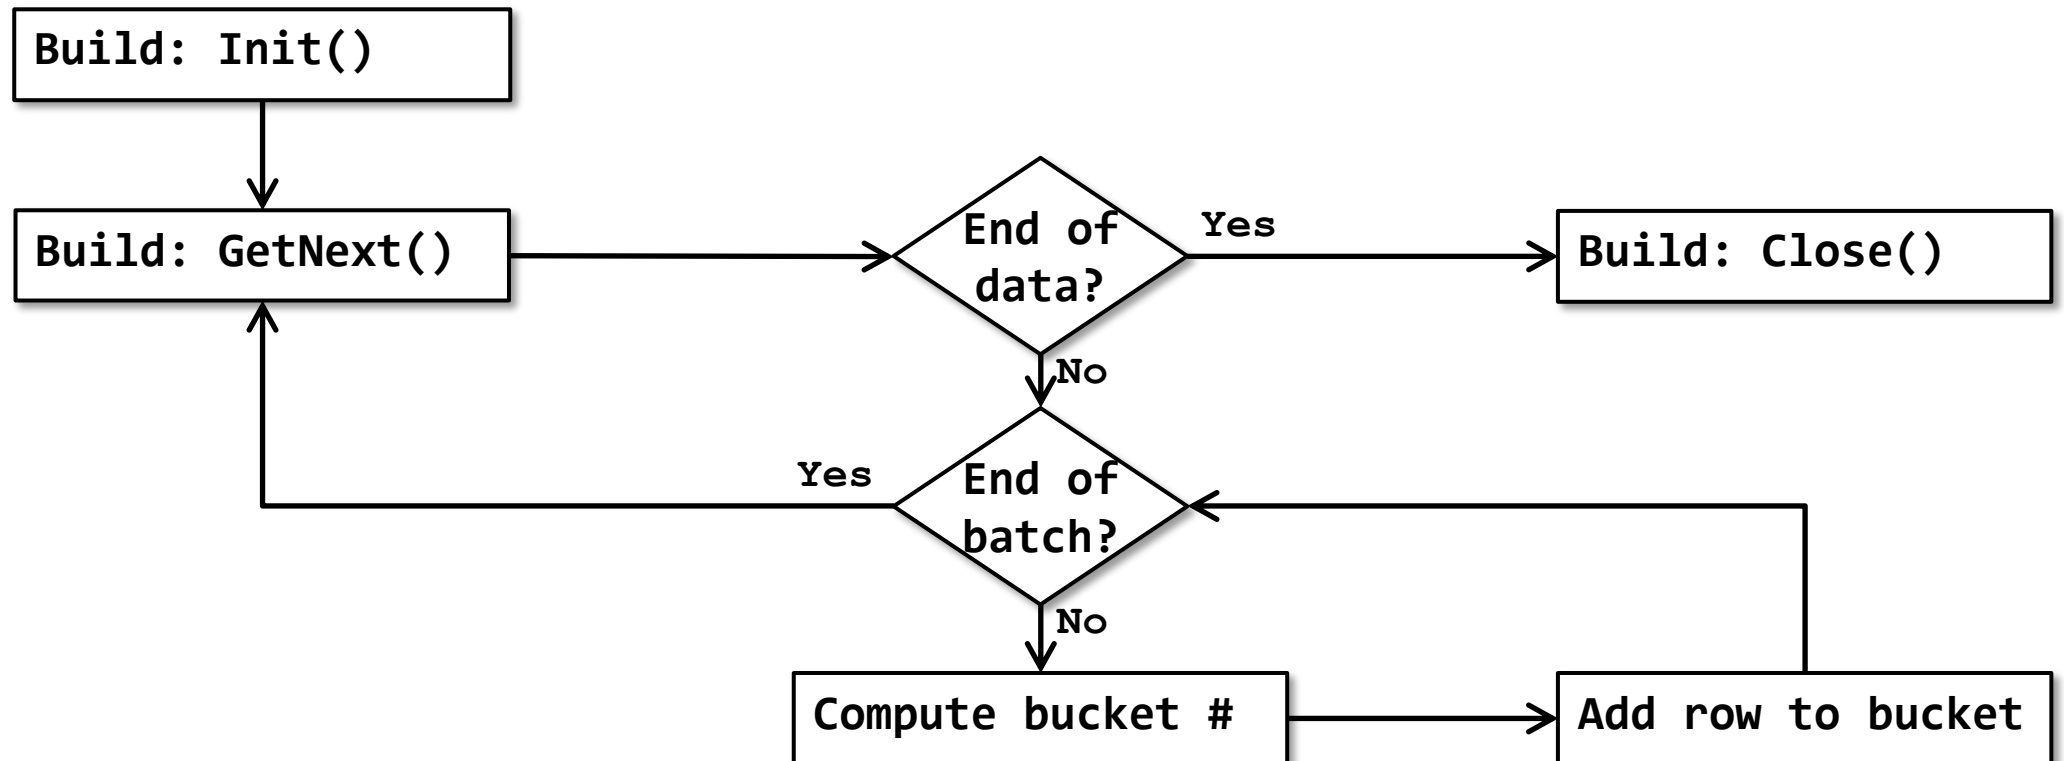 Build: Init()
Build: GetNext()
End of
data?
Yes
Build: Close()
No
Yes
End of
batch?
No
Compute bucket #
Add row to bucket